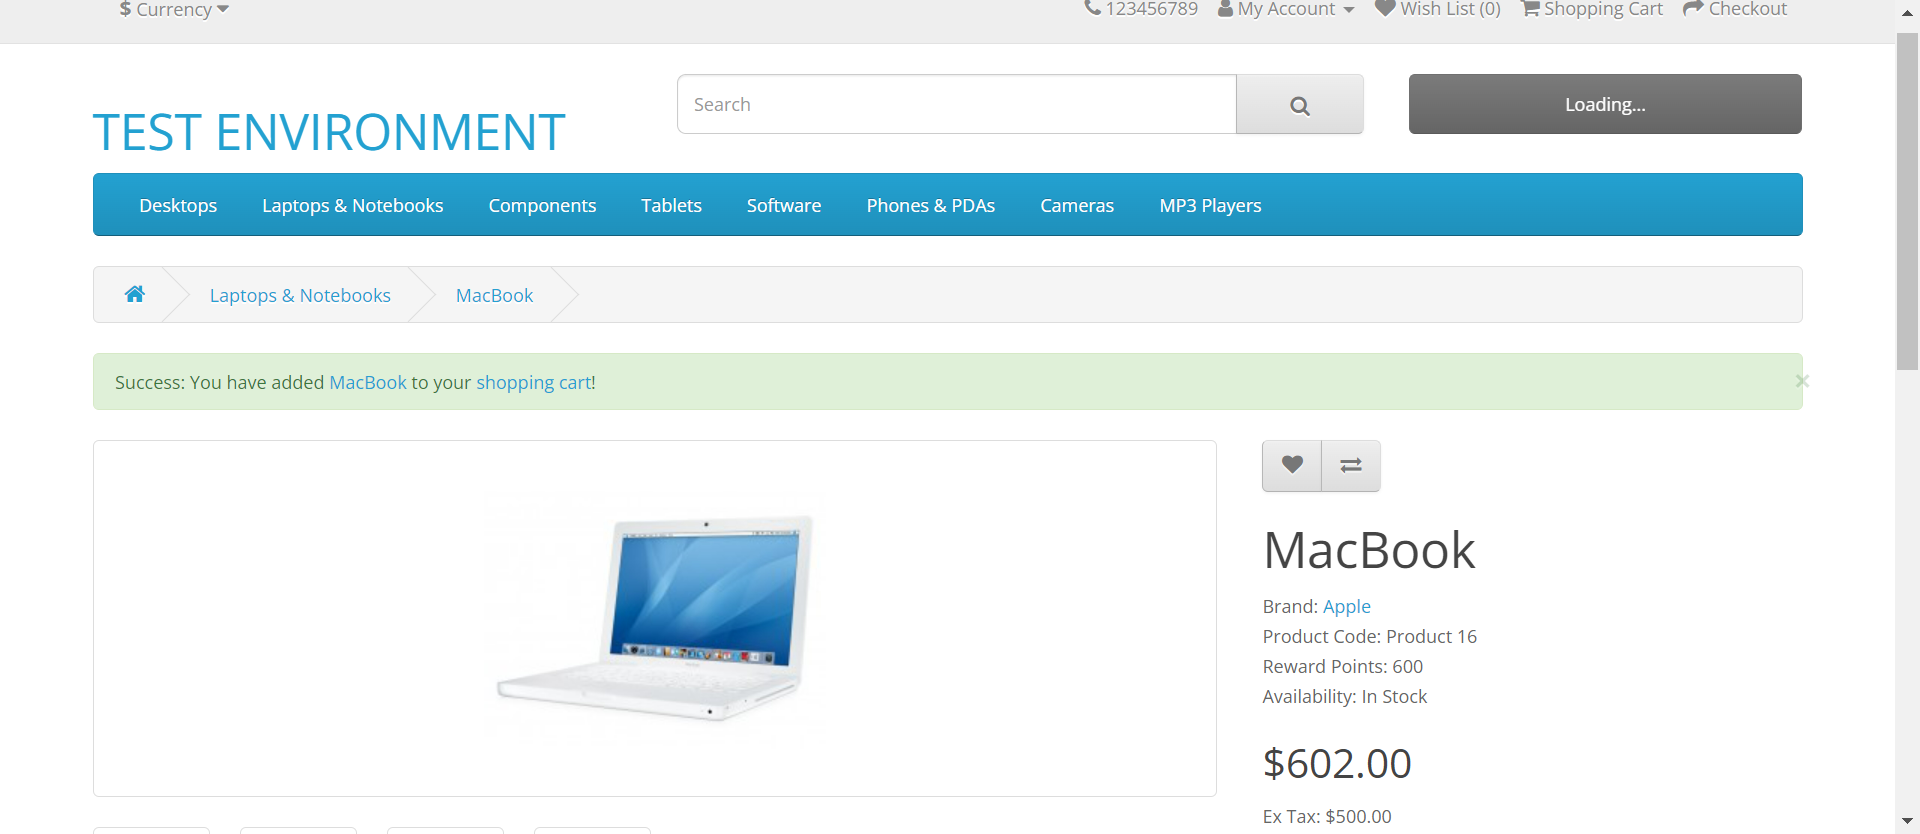 $ Currency
123456789 My Account Wish List (0) Shopping Cart Checkout
TEST ENVIRONMENT
Search
Loading...
Desktops Laptops & Notebooks Components Tablets Software Phones & PDAs Cameras MP3 Players
Laptops & Notebooks MacBook
Success: You have added MacBook to your shopping cart!
×
MacBook
Brand: Apple
Product Code: Product 16
Reward Points: 600
Availability: In Stock
$602.00
Ex Tax: $500.00